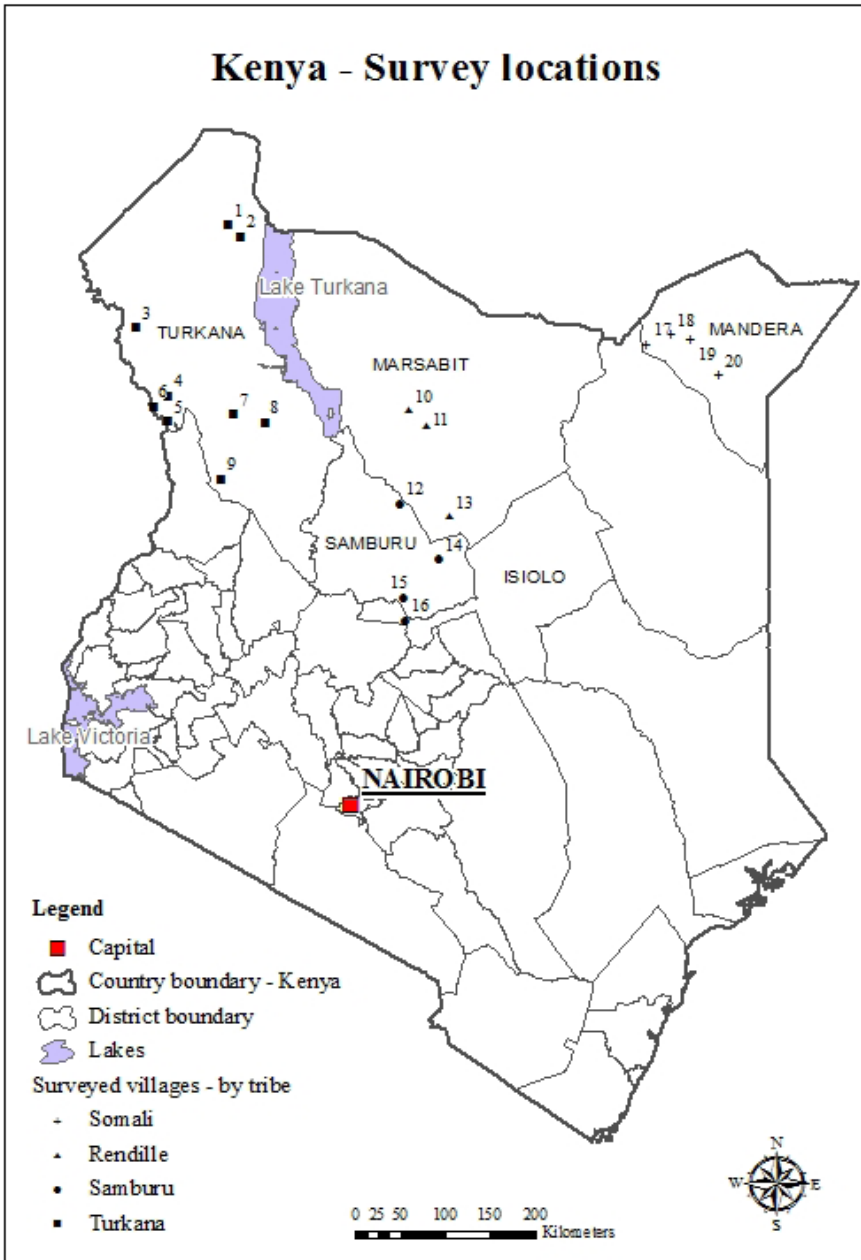 Kenya - Survey locations
1
2
Lake Turkana
3
TURKANA
17
18
MANDERA
19
20
MARSABIT
4
6
5
7
8
10
11
9
12
13
SAMBURU
14
ISIOLO
15
16
Lake Victoria
NAIROBI
Legend
Capital
Country boundary - Kenya
District boundary
Lakes
Surveyed villages - by tribe
Somali
Rendille
Samburu
Turkana
0 25 50 100 150 200
Kilometers
N
W E
S